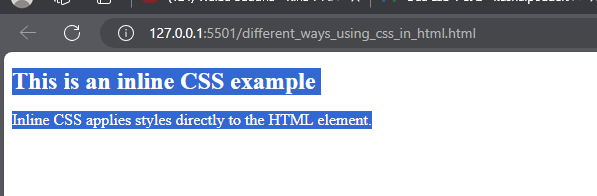 127.0.0.1:5501/different_ways_using_css_in_html.html
This is an inline CSS example
Inline CSS applies styles directly to the HTML element.